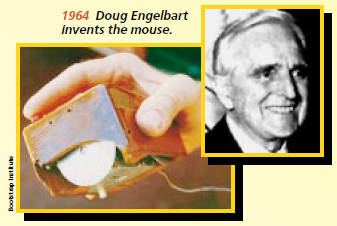 1964 Doug Engelbart
invents the mouse.
Bootstrap Institute